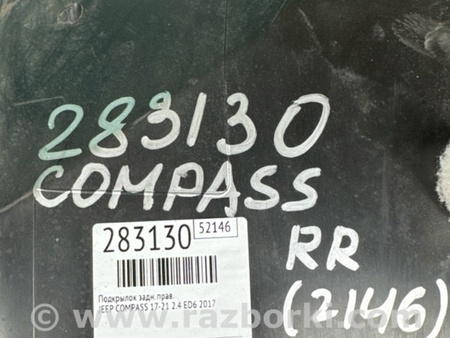 283130
COMPASS
283130 52146
Подкрылок задн.прав.
JEEP COMPASS 17-21 2.4 ED6 2017
RR
(2146)
www.razborki.com